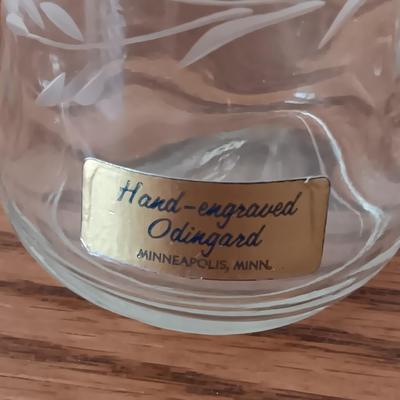 Hand-engraved
Odingard
MINNEAPOLIS, MINN.